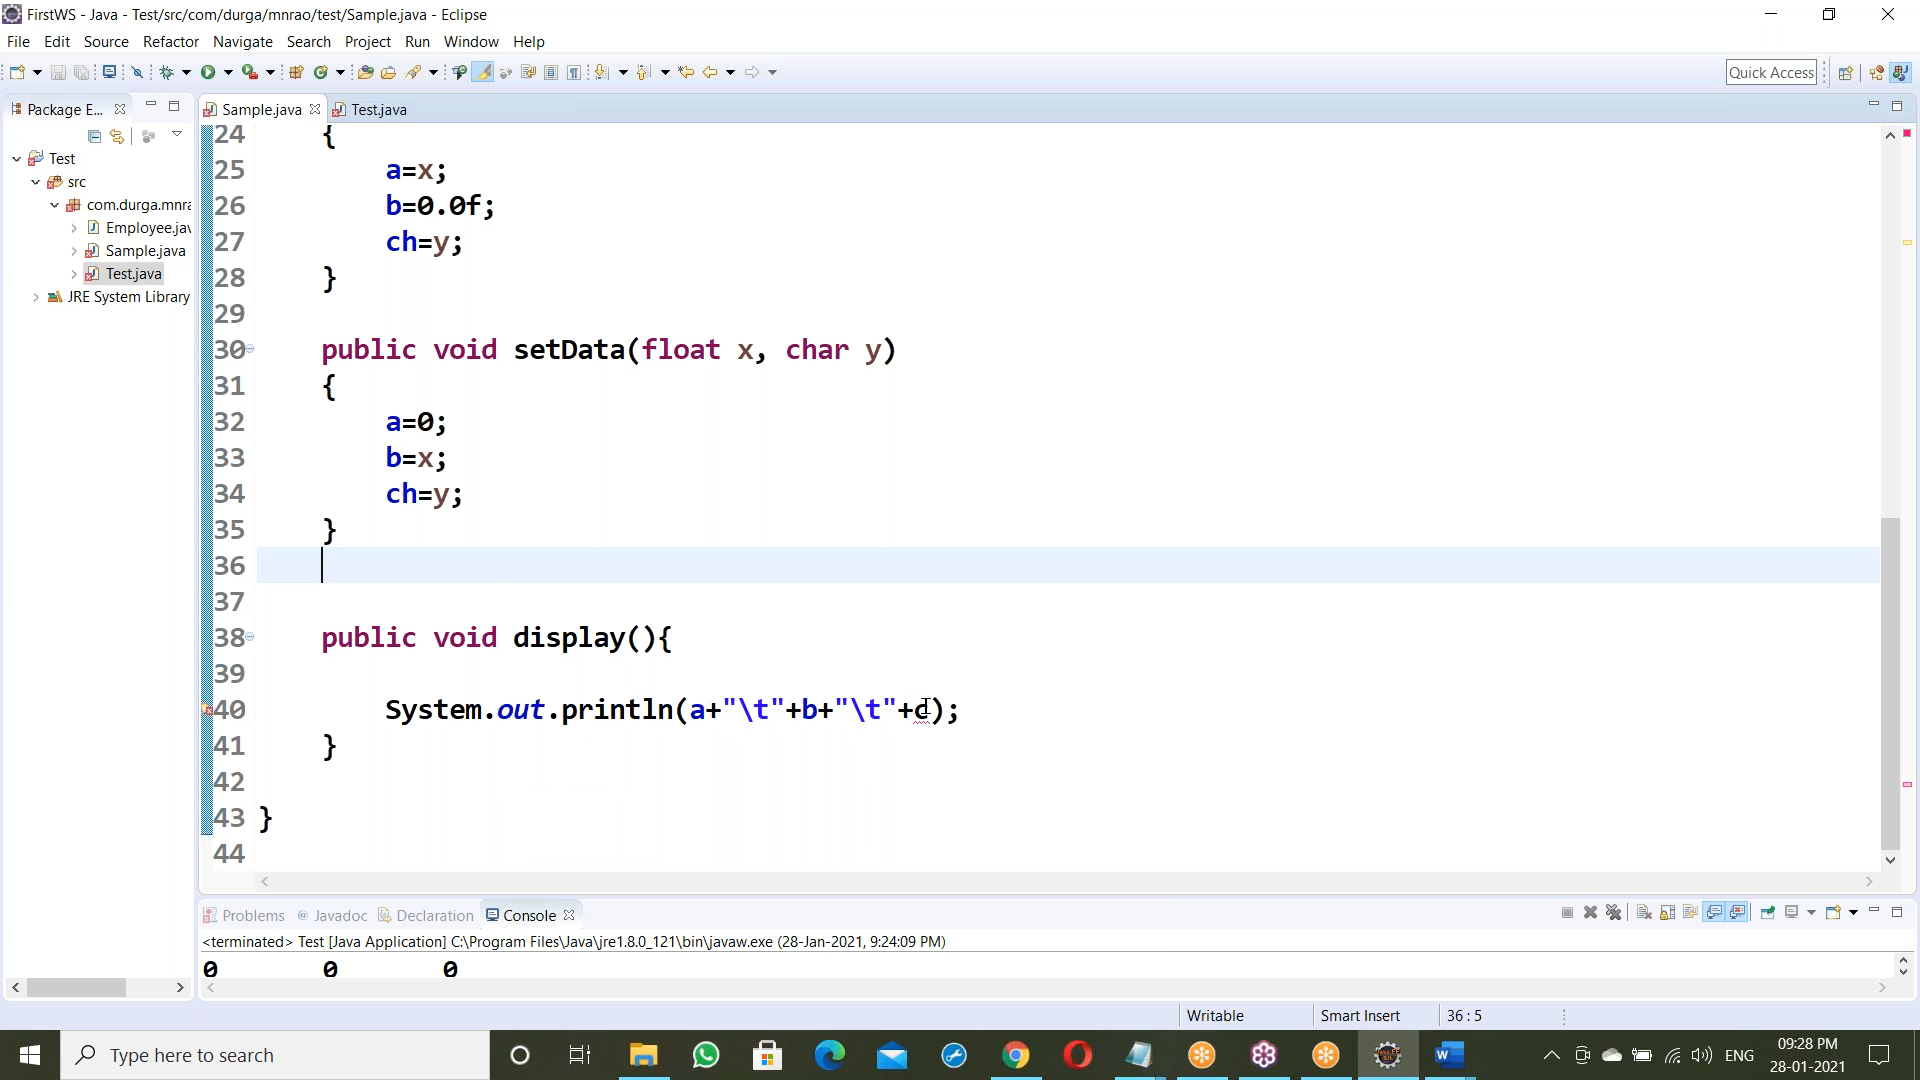 FirstWS - Java - Test/src/com/durga/mnrao/test/Sample.java - Eclipse
File Edit Source Refactor Navigate Search Project Run Window Help
Quick Access
Package E...
Sample.java
Test.java
Test
src
com.durga.mnra
Employee.jav
Sample.java
Test.java
JRE System Library
24 {
25 a=x;
26 b=0.0f;
27 ch=y;
28 }
29
30 public void setData(float x, char y)
31 {
32 a=0;
33 b=x;
34 ch=y;
35 }
36
37
38 public void display(){
39
40 System.out.println(a+"\t"+b+"\t"+c);
41 }
42
43 }
44
Problems @ Javadoc Declaration Console
<terminated> Test [Java Application] C:\Program Files\Java\jre1.8.0_121\bin\javaw.exe (28-Jan-2021, 9:24:09 PM)
0 0 0
Writable Smart Insert 36 : 5
Type here to search
ENG
09:28 PM
28-01-2021